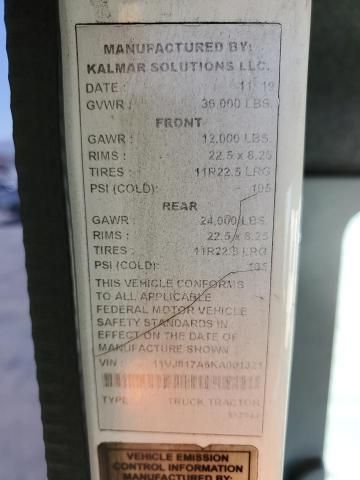 MANUFACTURED BY:
KALMAR SOLUTIONS LLC.
DATE : 11 19
GVWR : 36,000 LBS.
FRONT
GAWR : 12,000 LBS.
RIMS : 22.5 x 8.25
TIRES : 11R22.5 LRG
PSI (COLD): 105
REAR
GAWR : 24,000 LBS.
RIMS : 22.5 x 8.25
TIRES : 11R22.5 LRG
PSI (COLD): 105
THIS VEHICLE CONFORMS
TO ALL APPLICABLE
FEDERAL MOTOR VEHICLE
SAFETY STANDARDS IN
EFFECT ON THE DATE OF
MANUFACTURE SHOWN
VIN : 11VJ817A6KA001321
TYPE : TRUCK TRACTOR
VEHICLE EMISSION
CONTROL INFORMATION
MANUFACTURED BY: